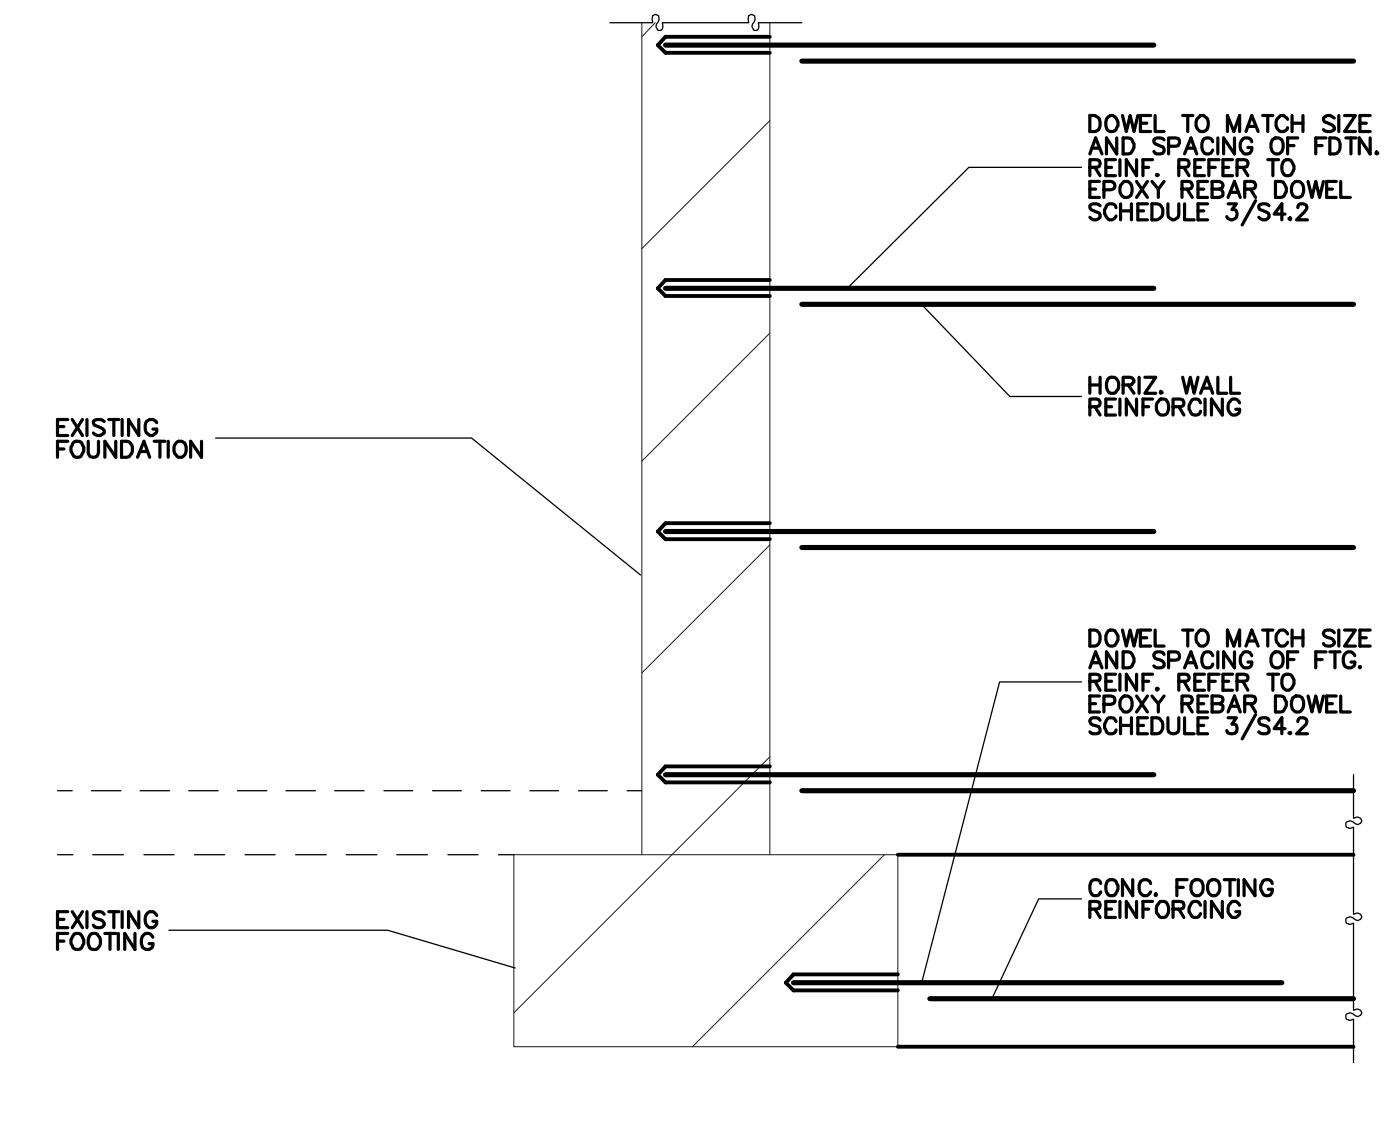 DOWEL TO MATCH SIZE
AND SPACING OF FDTN.
REINF. REFER TO
EPOXY REBAR DOWEL
SCHEDULE 3/S4.2
HORIZ. WALL
REINFORCING
EXISTING
FOUNDATION
DOWEL TO MATCH SIZE
AND SPACING OF FTG.
REINF. REFER TO
EPOXY REBAR DOWEL
SCHEDULE 3/S4.2
CONC. FOOTING
REINFORCING
EXISTING
FOOTING